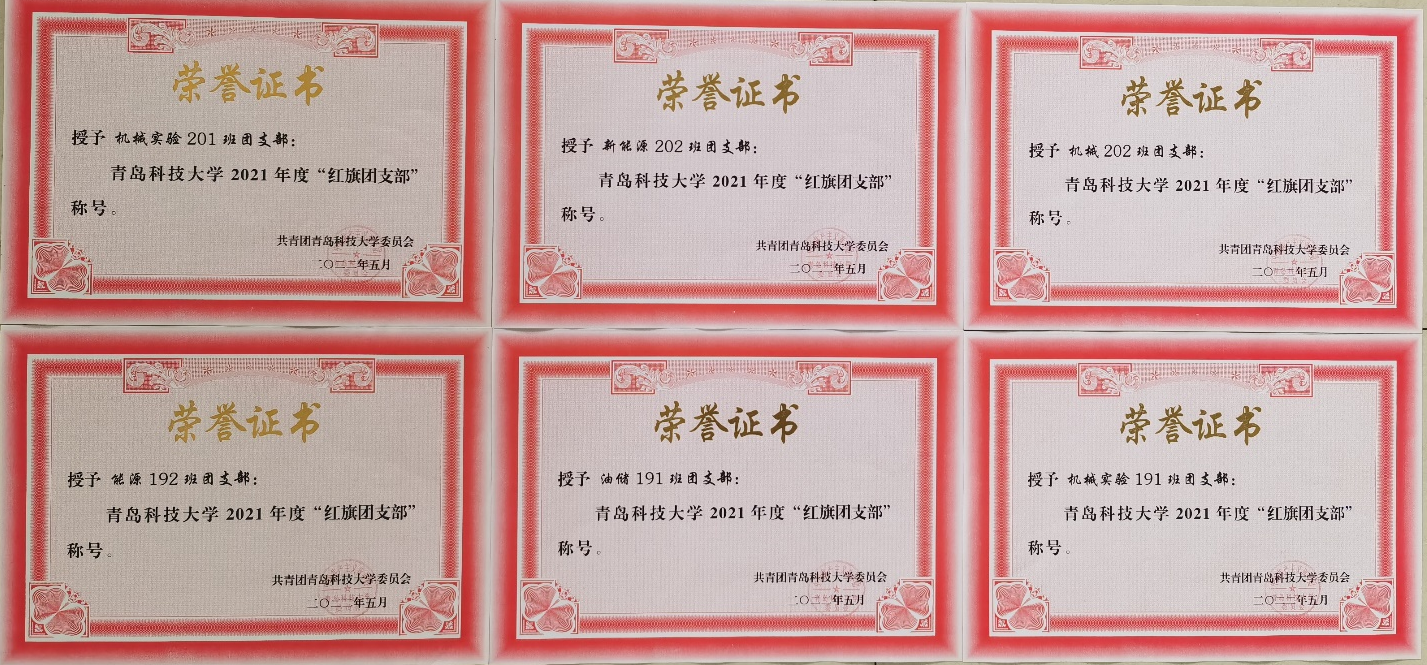 荣誉证书
授予 机械实验 201 班团支部：
青岛科技大学 2021 年度“红旗团支部”
称号。
共青团青岛科技大学委员会
二〇二二年五月
荣誉证书
授予 新能源 202 班团支部：
青岛科技大学 2021 年度“红旗团支部”
称号。
共青团青岛科技大学委员会
二〇二二年五月
荣誉证书
授予 机械 202 班团支部：
青岛科技大学 2021 年度“红旗团支部”
称号。
共青团青岛科技大学委员会
二〇二二年五月
荣誉证书
授予 能源 192 班团支部：
青岛科技大学 2021 年度“红旗团支部”
称号。
共青团青岛科技大学委员会
二〇二二年五月
荣誉证书
授予 油储 191 班团支部：
青岛科技大学 2021 年度“红旗团支部”
称号。
共青团青岛科技大学委员会
二〇二二年五月
荣誉证书
授予 机械实验 191 班团支部：
青岛科技大学 2021 年度“红旗团支部”
称号。
共青团青岛科技大学委员会
二〇二二年五月